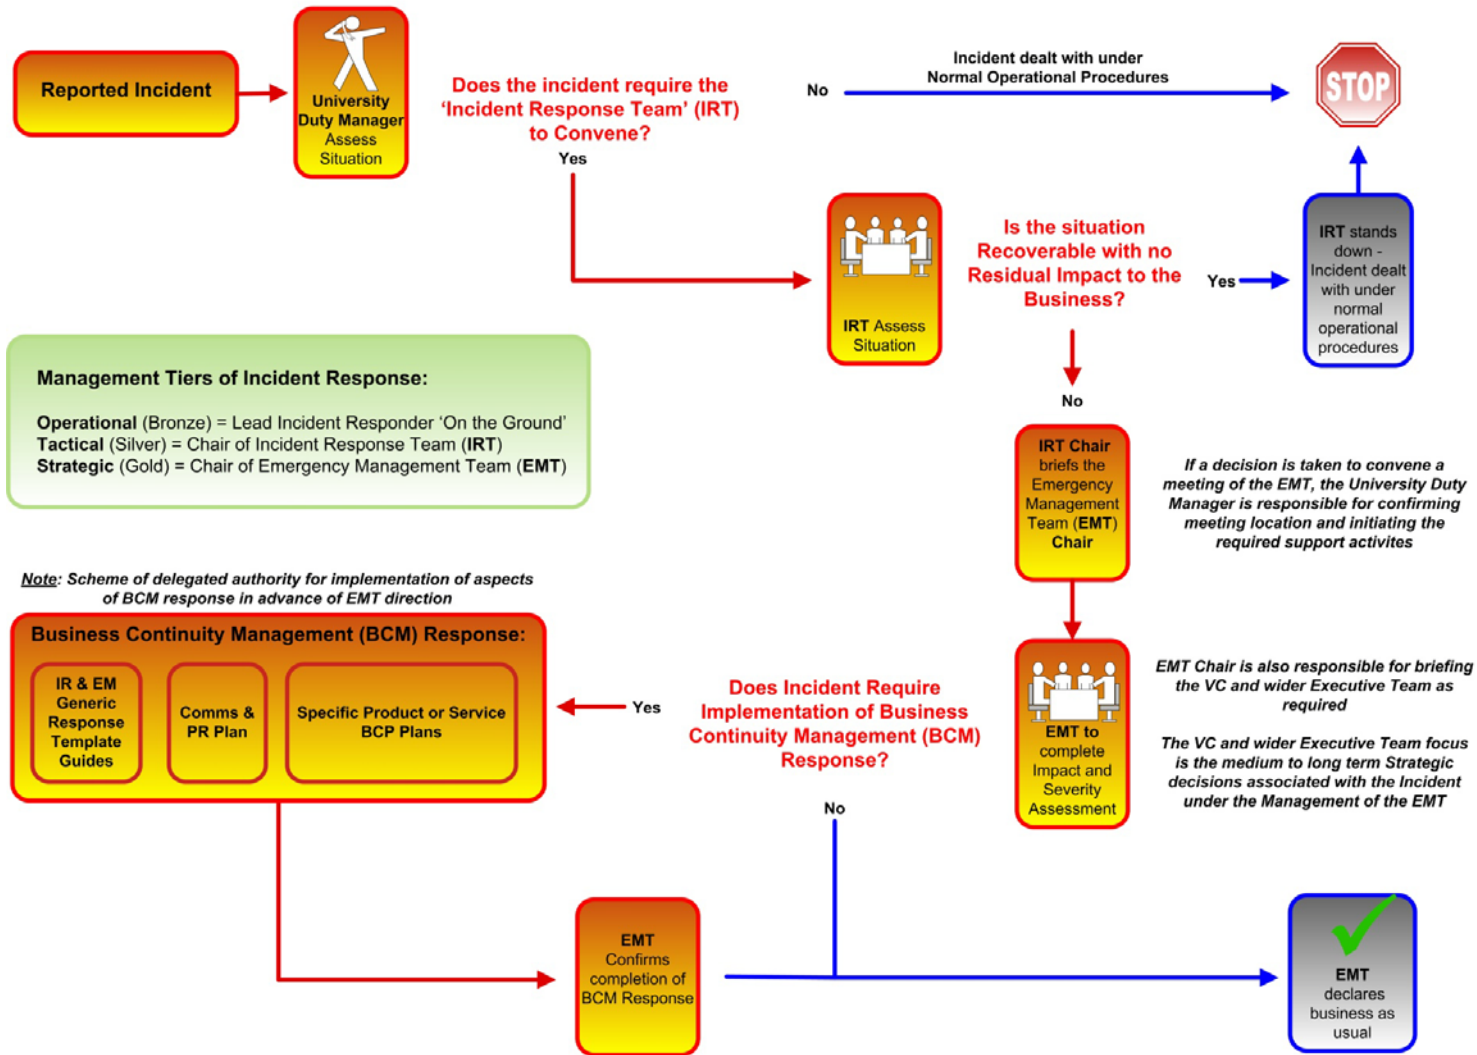 Reported Incident
University
Duty Manager
Assess
Situation
Does the incident require the
‘Incident Response Team’ (IRT)
to Convene?
No
Incident dealt with under
Normal Operational Procedures
STOP
Yes
IRT Assess
Situation
Is the situation
Recoverable with no
Residual Impact to the
Business?
Yes
IRT stands
down -
Incident dealt
with under
normal
operational
procedures
No
Management Tiers of Incident Response:
Operational (Bronze) = Lead Incident Responder ‘On the Ground’
Tactical (Silver) = Chair of Incident Response Team (IRT)
Strategic (Gold) = Chair of Emergency Management Team (EMT)
IRT Chair
briefs the
Emergency
Management
Team (EMT)
Chair
If a decision is taken to convene a
meeting of the EMT, the University Duty
Manager is responsible for confirming
meeting location and initiating the
required support activites
EMT to
complete
Impact and
Severity
Assessment
EMT Chair is also responsible for briefing
the VC and wider Executive Team as
required
The VC and wider Executive Team focus
is the medium to long term Strategic
decisions associated with the Incident
under the Management of the EMT
Does Incident Require
Implementation of Business
Continuity Management (BCM)
Response?
Yes
No
Note: Scheme of delegated authority for implementation of aspects
of BCM response in advance of EMT direction
Business Continuity Management (BCM) Response:
IR & EM
Generic
Response
Template
Guides
Comms &
PR Plan
Specific Product or Service
BCP Plans
EMT
Confirms
completion of
BCM Response
EMT
declares
business as
usual